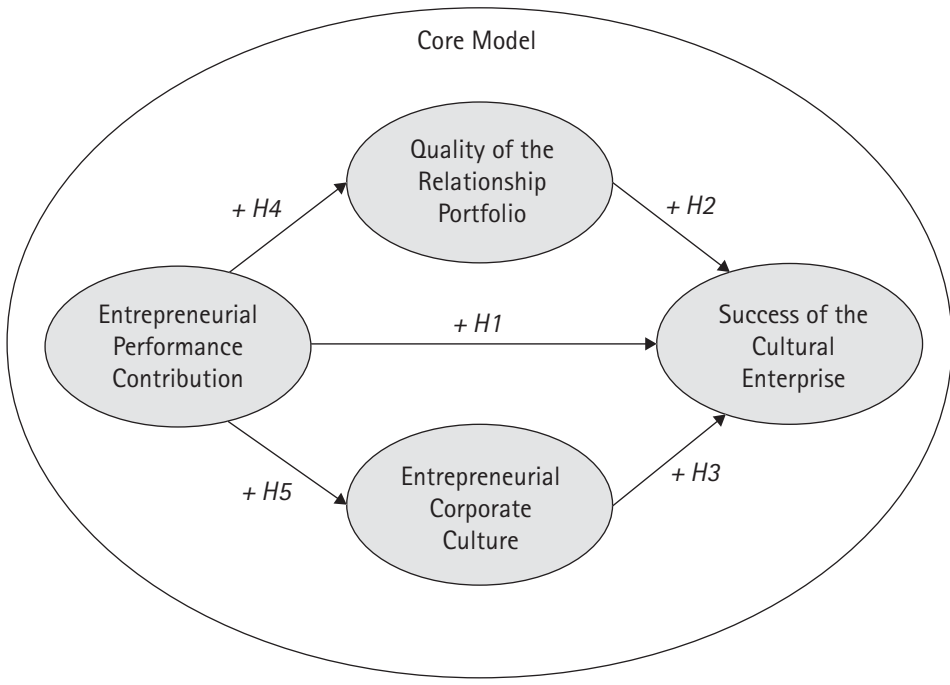 Core Model
Quality of the
Relationship
Portfolio
+ H4
+ H2
Entrepreneurial
Performance
Contribution
+ H1
Success of the
Cultural
Enterprise
+ H5
+ H3
Entrepreneurial
Corporate
Culture